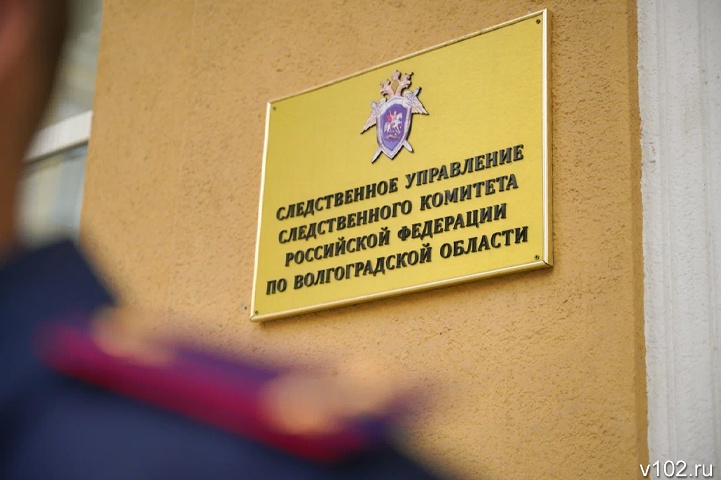 СЛЕДСТВЕННОЕ УПРАВЛЕНИЕ
СЛЕДСТВЕННОГО КОМИТЕТА
РОССИЙСКОЙ ФЕДЕРАЦИИ
ПО ВОЛГОГРАДСКОЙ ОБЛАСТИ
v102.ru